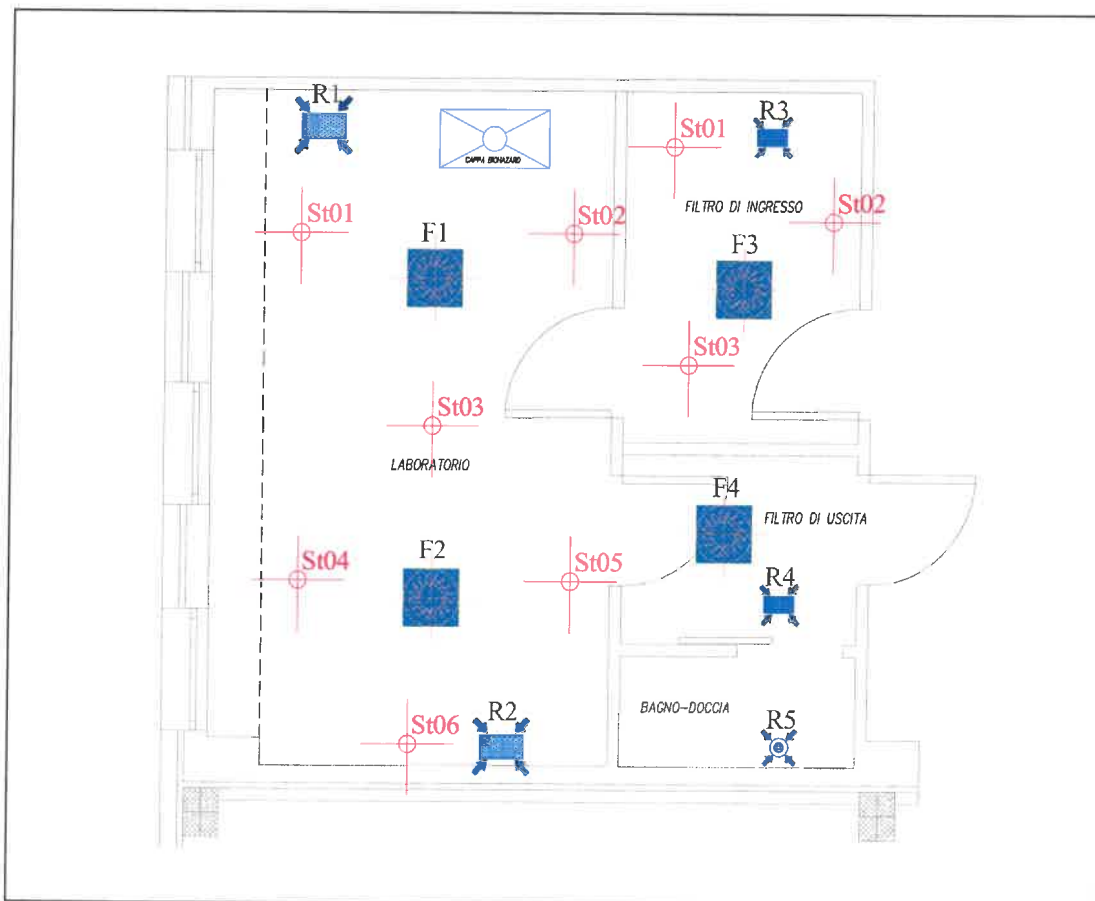 R1
CAPPA BIOHAZARD
St01
St02
F1
St03
LABORATORIO
St04
F2
St05
St06
R2
St01
R3
FILTRO DI INGRESSO
St02
F3
St03
F4
FILTRO DI USCITA
R4
BAGNO-DOCCIA
R5